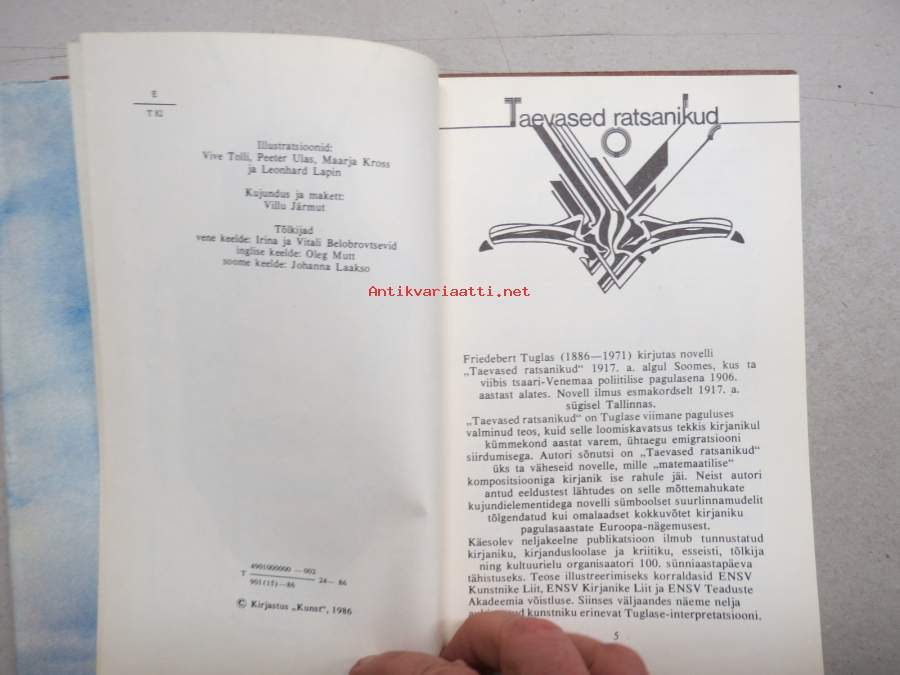 E
T 82
Illustratsioonid:
Vive Tolli, Peeter Ulas, Maarja Kross
ja Leonhard Lapin
Kujundus ja makett:
Villu Järmut
Tõlkijad
vene keelde: Irina ja Vitali Belobrovtsevid
inglise keelde: Oleg Mutt
soome keelde: Johanna Laakso
T 4901000000—002
901(15)—86 24—86
© Kirjastus „Kunst", 1986
Taevased ratsanikud
Friedebert Tuglas (1886—1971) kirjutas novelli
„Taevased ratsanikud" 1917. a. algul Soomes, kus ta
viibis tsaari-Venemaa poliitilise pagulasena 1906.
aastast alates. Novell ilmus esmakordselt 1917. a.
sügisel Tallinnas.
„Taevased ratsanikud" on Tuglase viimane paguluses
valminud teos, kuid selle loomiskavatsus tekkis kirjanikul
kümmekond aastat varem, ühtaegu emigratsiooni
siirdumisega. Autori sõnutsi on „Taevased ratsanikud"
üks ta väheseid novelle, mille „matemaatilise"
kompositsiooniga kirjanik ise rahule jäi. Neist autori
antud eeldustest lähtudes on selle mõttemahukate
kujundielementidega novelli sümboolset suurlinnamudelit
tõlgendatud kui omalaadset kokkuvõtet kirjaniku
pagulasaastate Euroopa-nägemusest.
Käesolev neljakeelne publikatsioon ilmub tunnustatud
kirjaniku, kirjandusloolase ja kriitiku, esseisti, tõlkija
ning kultuurielu organisaatori 100. sünniaastapäeva
tähistuseks. Teose illustreerimiseks korraldasid ENSV
Kunstnike Liit, ENSV Kirjanike Liit ja ENSV Teaduste
Akadeemia võistluse. Siinses väljaandes näeme nelja
kunstniku erinevat Tuglase-interpretatsiooni,
5
Antikvariaatti.net